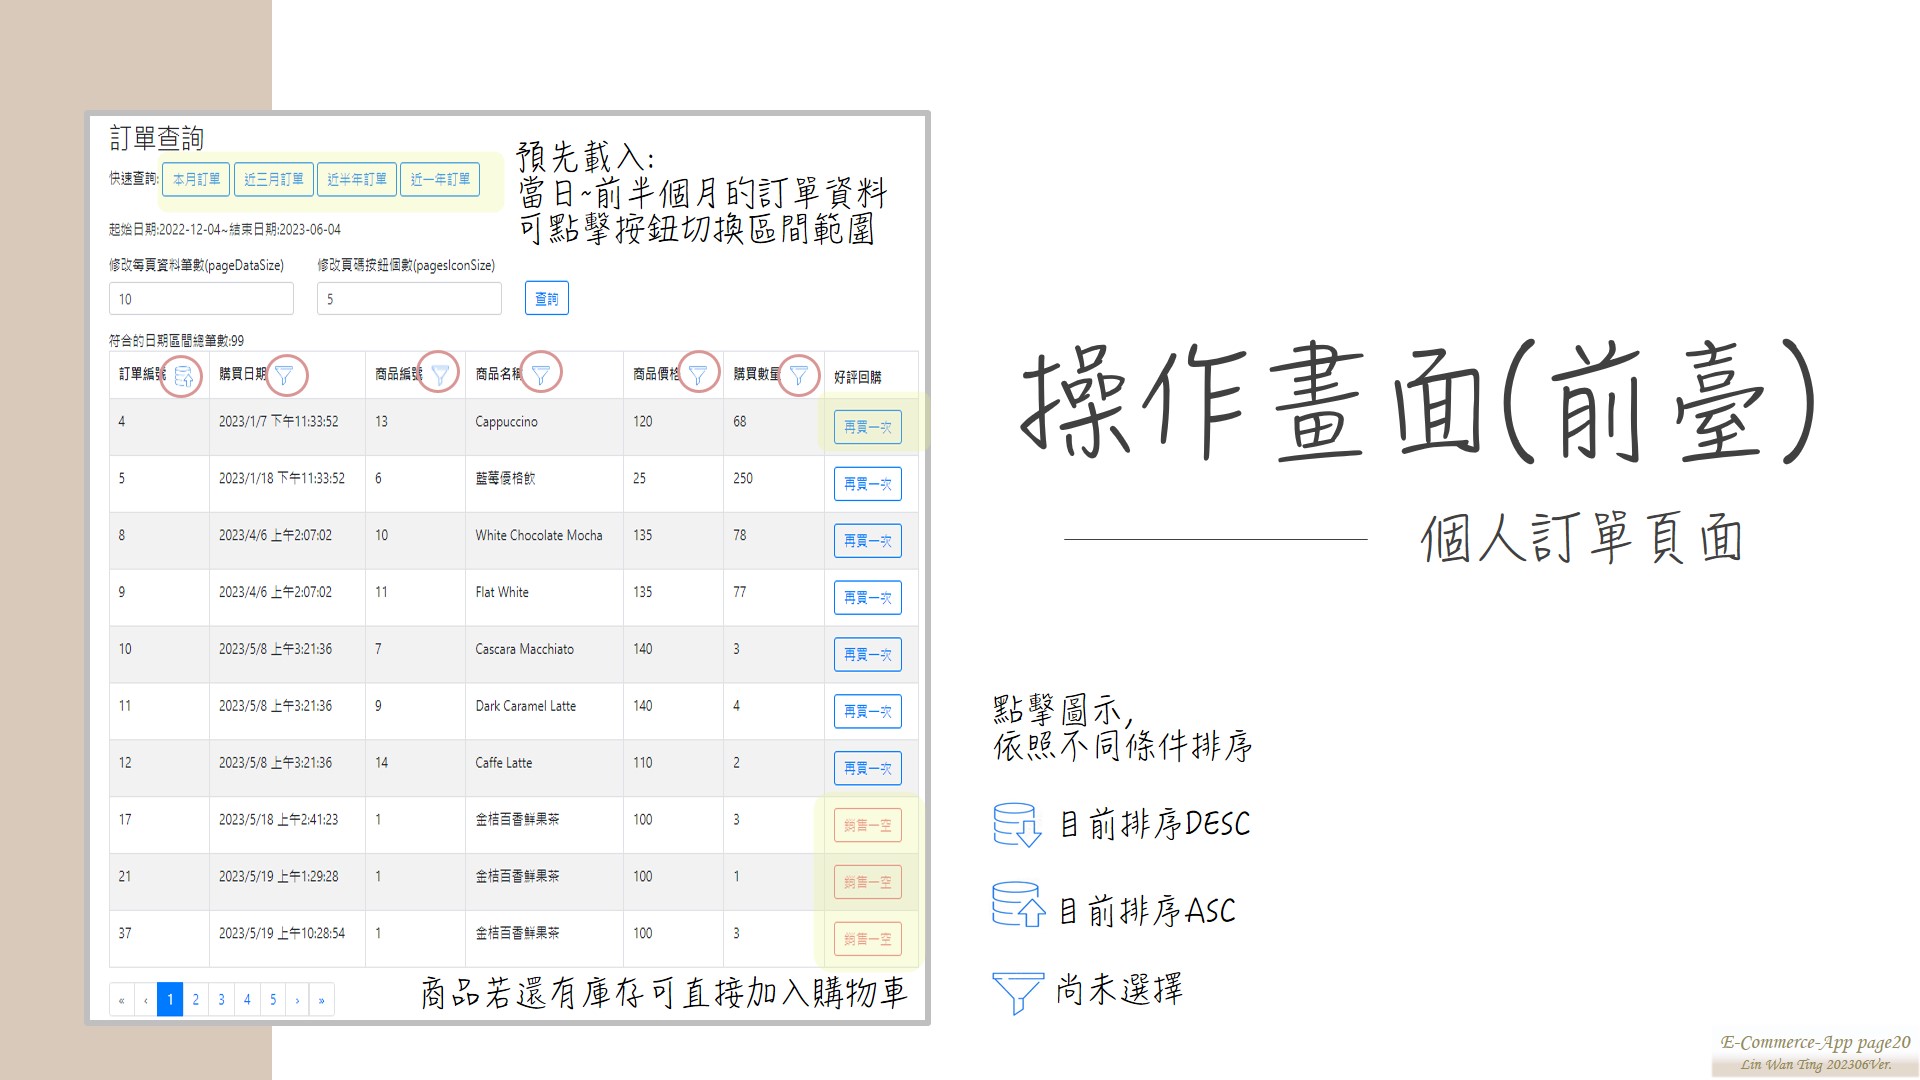 訂單查詢
快速查詢: 本月訂單 近三月訂單 近半年訂單 近一年訂單
預先載入:
當日~前半個月的訂單資料
可點擊按鈕切換區間範圍
起始日期:2022-12-04~結束日期:2023-06-04
修改每頁資料筆數(pageDataSize) 修改頁碼按鈕個數(pagesIconSize)
10 5 查詢
符合的日期區間總筆數:99
訂單編號 購買日期 商品編號 商品名稱 商品價格 購買數量 好評回購
4 2023/1/7 下午11:33:52 13 Cappuccino 120 68 再買一次
5 2023/1/18 下午11:33:52 6 藍莓優格飲 25 250 再買一次
8 2023/4/6 上午2:07:02 10 White Chocolate Mocha 135 78 再買一次
9 2023/4/6 上午2:07:02 11 Flat White 135 77 再買一次
10 2023/5/8 上午3:21:36 7 Cascara Macchiato 140 3 再買一次
11 2023/5/8 上午3:21:36 9 Dark Caramel Latte 140 4 再買一次
12 2023/5/8 上午3:21:36 14 Caffe Latte 110 2 再買一次
17 2023/5/18 上午2:41:23 1 金桔百香鮮果茶 100 3 銷售一空
21 2023/5/19 上午1:29:28 1 金桔百香鮮果茶 100 1 銷售一空
37 2023/5/19 上午10:28:54 1 金桔百香鮮果茶 100 3 銷售一空
« ‹ 1 2 3 4 5 › »
商品若還有庫存可直接加入購物車
操作畫面(前臺)
個人訂單頁面
點擊圖示,
依照不同條件排序
目前排序DESC
目前排序ASC
尚未選擇
E-Commerce-App page20
Lin Wan Ting 202306Ver.